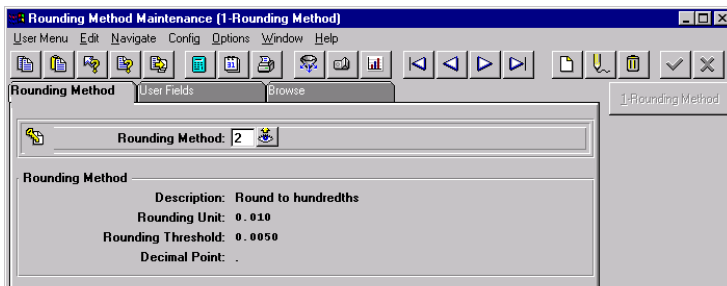 Rounding Method Maintenance (1-Rounding Method)
User Menu Edit Navigate Config Options Window Help
Rounding Method User Fields Browse
1-Rounding Method
Rounding Method: 2
Rounding Method
Description: Round to hundredths
Rounding Unit: 0.010
Rounding Threshold: 0.0050
Decimal Point: .